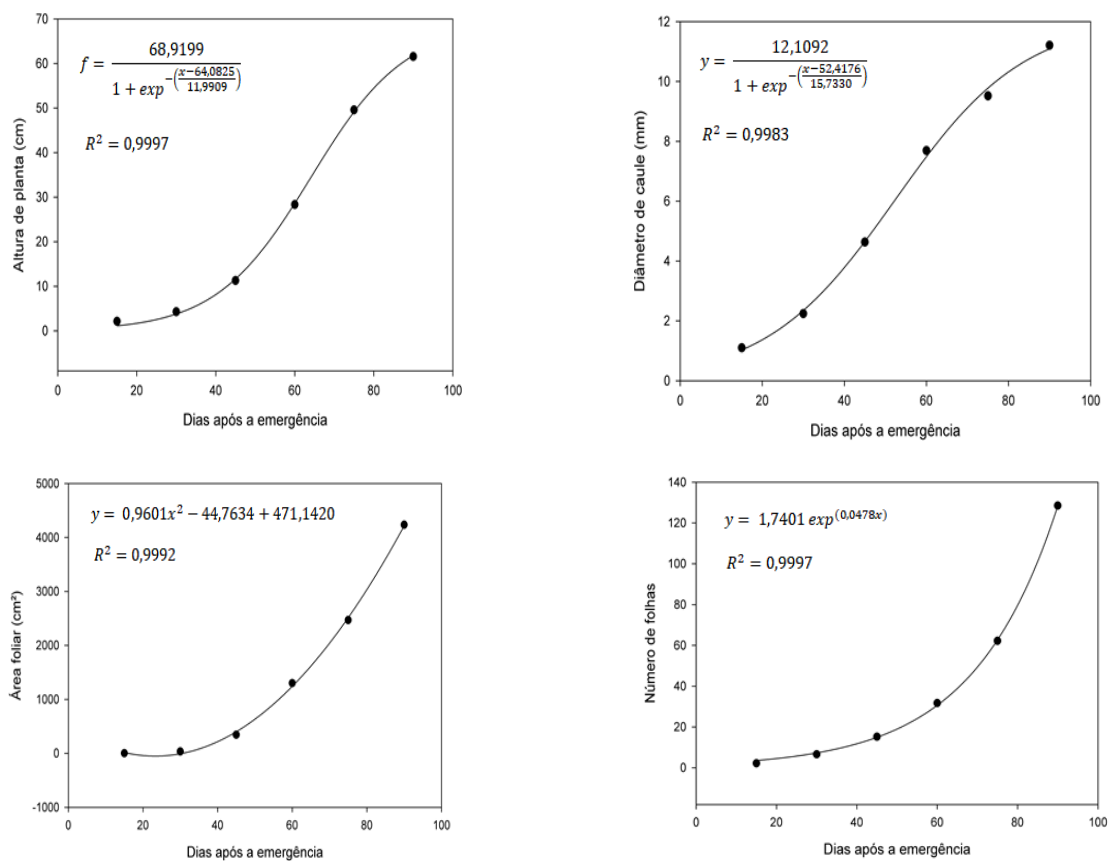 70
60
50
40
30
20
10
0
Altura de planta (cm)
f = 68,9199 / 1 + exp^−((x−64,0825)/11,9909)
R² = 0,9997
0 20 40 60 80 100
Dias após a emergência
12
10
8
6
4
2
0
Diâmetro de caule (mm)
y = 12,1092 / 1 + exp^−((x−52,4176)/15,7330)
R² = 0,9983
0 20 40 60 80 100
Dias após a emergência
5000
4000
3000
2000
1000
0
-1000
Área foliar (cm²)
y = 0,9601x² − 44,7634 + 471,1420
R² = 0,9992
0 20 40 60 80 100
Dias após a emergência
140
120
100
80
60
40
20
0
Número de folhas
y = 1,7401 exp^(0,0478x)
R² = 0,9997
0 20 40 60 80 100
Dias após a emergência